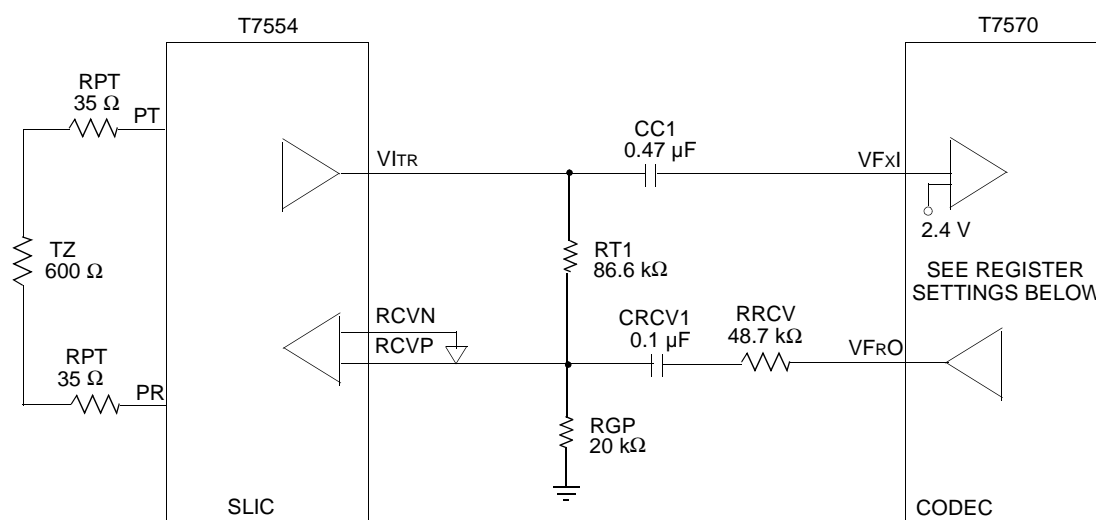 T7554
T7570
RPT
35 Ω
PT
CC1
0.47 µF
VITR
VFXI
2.4 V
TZ
600 Ω
RT1
86.6 kΩ
SEE REGISTER
SETTINGS BELOW
RCVN
RCVP
CRCV1
0.1 µF
RRCV
48.7 kΩ
VFRO
RPT
35 Ω
PR
RGP
20 kΩ
SLIC
CODEC